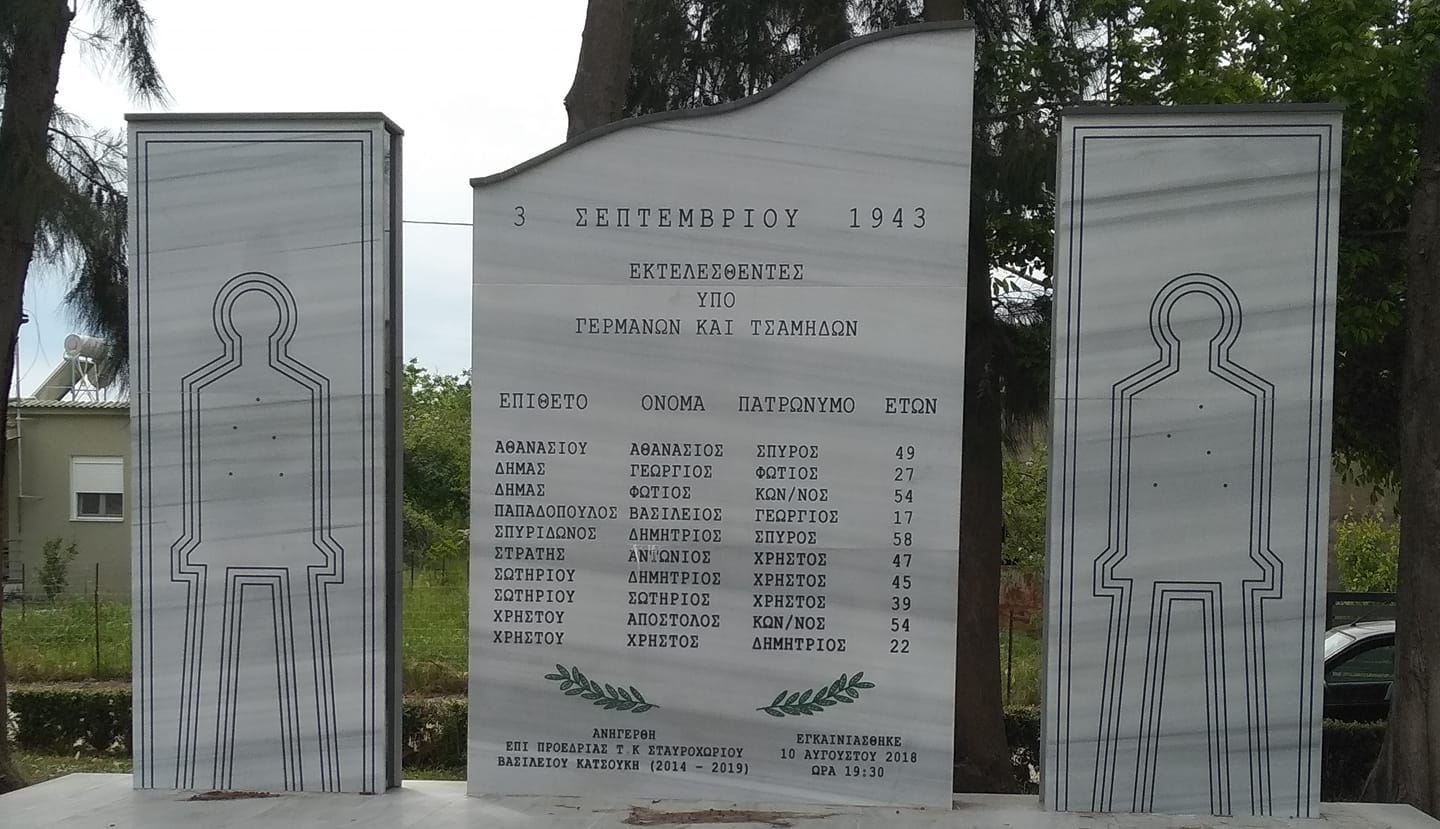 3 ΣΕΠΤΕΜΒΡΙΟΥ 1943
ΕΚΤΕΛΕΣΘΕΝΤΕΣ
ΥΠΟ
ΓΕΡΜΑΝΩΝ ΚΑΙ ΤΣΑΜΗΔΩΝ
ΕΠΙΘΕΤΟ ΟΝΟΜΑ ΠΑΤΡΩΝΥΜΟ ΕΤΩΝ
ΑΘΑΝΑΣΙΟΥ ΑΘΑΝΑΣΙΟΣ ΣΠΥΡΟΣ 49
ΔΗΜΑΣ ΓΕΩΡΓΙΟΣ ΦΩΤΙΟΣ 27
ΔΗΜΑΣ ΦΩΤΙΟΣ ΚΩΝ/ΝΟΣ 54
ΠΑΠΑΔΟΠΟΥΛΟΣ ΒΑΣΙΛΕΙΟΣ ΓΕΩΡΓΙΟΣ 17
ΣΠΥΡΙΔΩΝΟΣ ΔΗΜΗΤΡΙΟΣ ΣΠΥΡΟΣ 58
ΣΤΡΑΤΗΣ ΑΝΤΩΝΙΟΣ ΧΡΗΣΤΟΣ 47
ΣΩΤΗΡΙΟΥ ΔΗΜΗΤΡΙΟΣ ΧΡΗΣΤΟΣ 45
ΣΩΤΗΡΙΟΥ ΣΩΤΗΡΙΟΣ ΧΡΗΣΤΟΣ 39
ΧΡΗΣΤΟΥ ΑΠΟΣΤΟΛΟΣ ΚΩΝ/ΝΟΣ 54
ΧΡΗΣΤΟΥ ΧΡΗΣΤΟΣ ΔΗΜΗΤΡΙΟΣ 22
ΑΝΗΓΕΡΘΗ
ΕΠΙ ΠΡΟΕΔΡΙΑΣ Τ.Κ ΣΤΑΥΡΟΧΩΡΙΟΥ
ΒΑΣΙΛΕΙΟΥ ΚΑΤΣΟΥΚΗ (2014 - 2019)
ΕΓΚΑΙΝΙΑΣΘΗΚΕ
10 ΑΥΓΟΥΣΤΟΥ 2018
ΩΡΑ 19:30